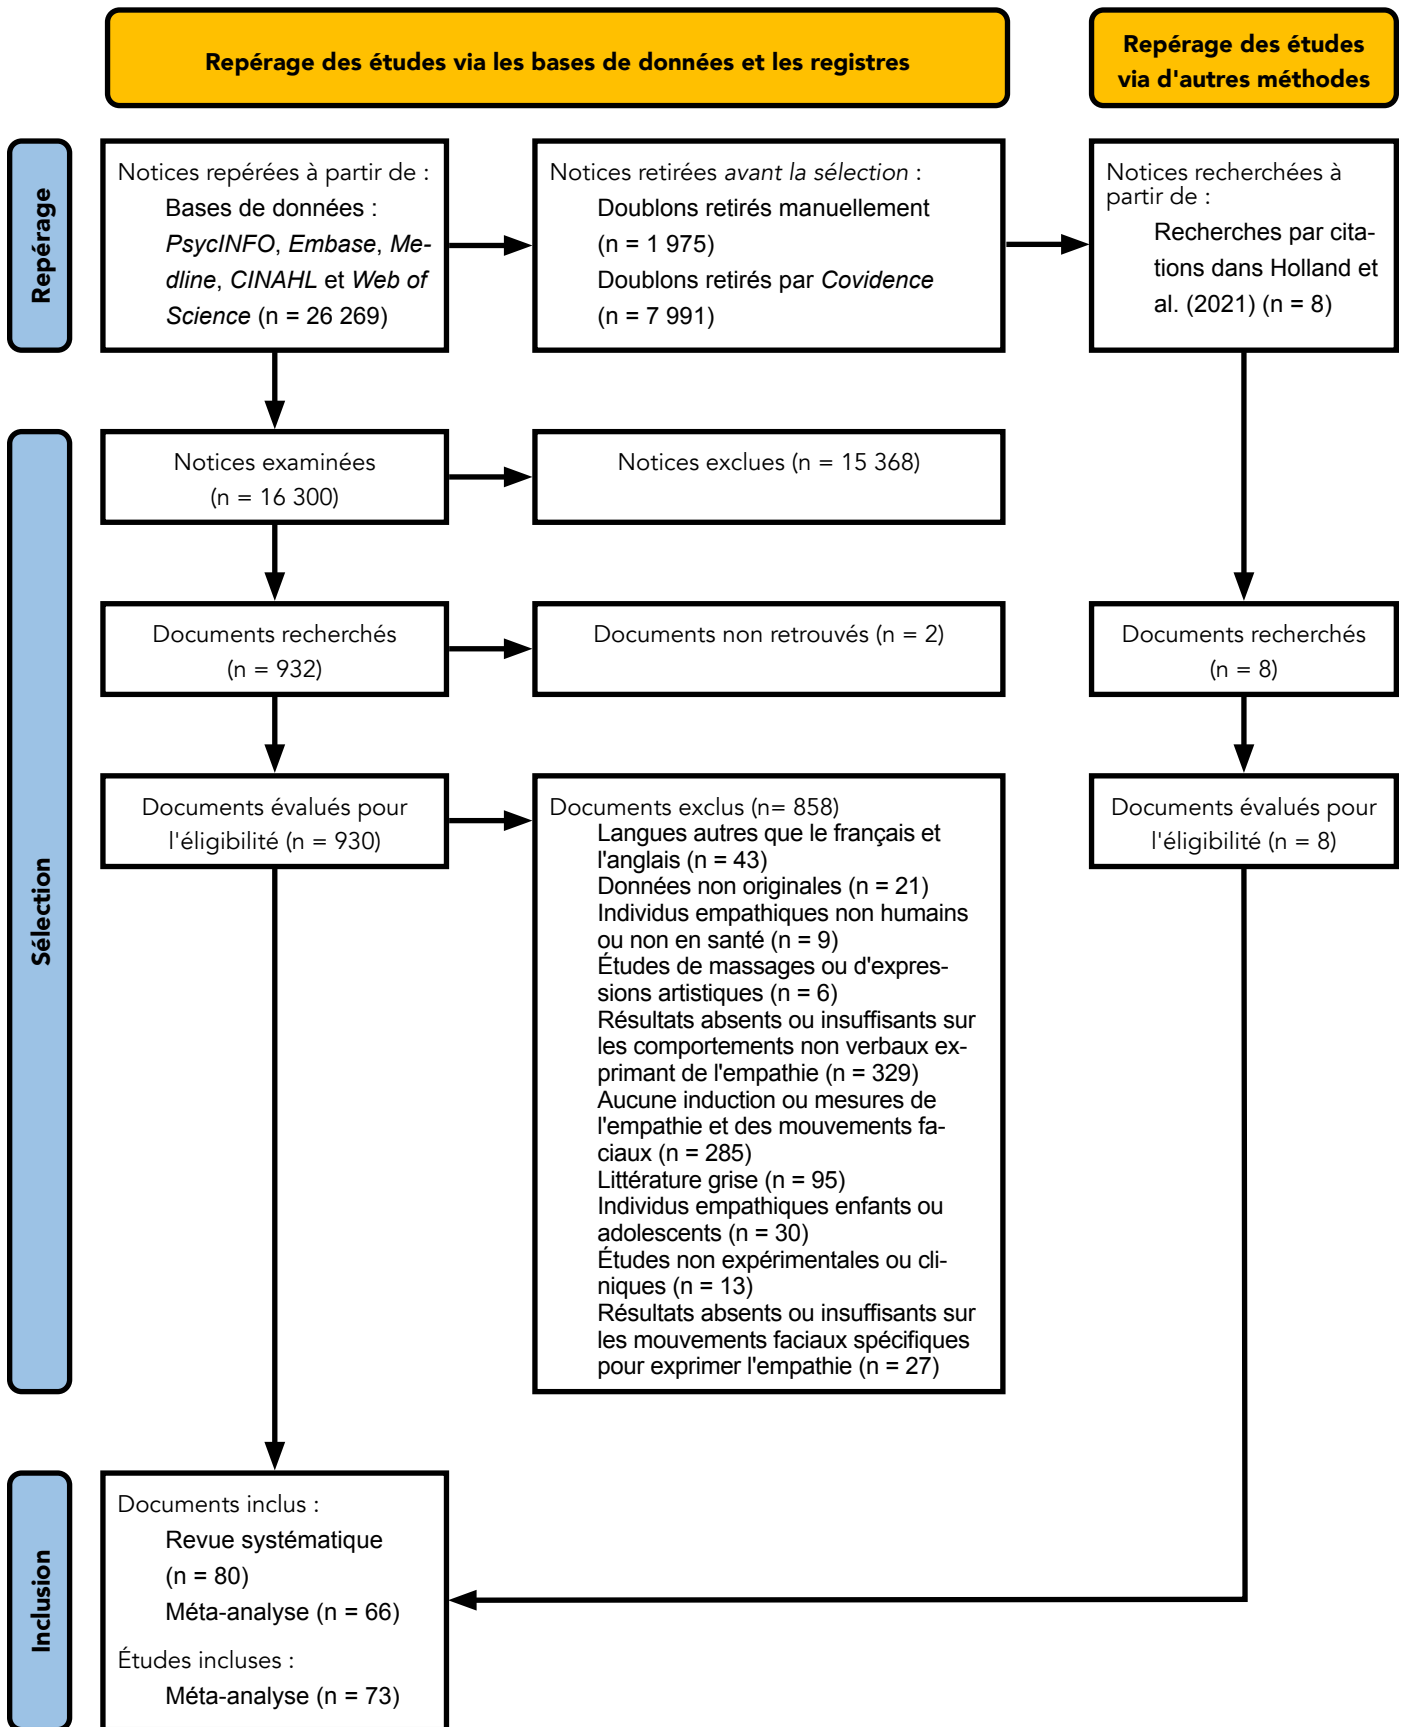 Repérage des études via les bases de données et les registres
Repérage des études
via d'autres méthodes
Repérage
Notices repérées à partir de :
Bases de données :
PsycINFO, Embase, Me-
dline, CINAHL et Web of
Science (n = 26 269)
Notices retirées avant la sélection :
Doublons retirés manuellement
(n = 1 975)
Doublons retirés par Covidence
(n = 7 991)
Notices recherchées à
partir de :
Recherches par cita-
tions dans Holland et
al. (2021) (n = 8)
Sélection
Notices examinées
(n = 16 300)
Notices exclues (n = 15 368)
Documents recherchés
(n = 932)
Documents non retrouvés (n = 2)
Documents recherchés
(n = 8)
Documents évalués pour
l'éligibilité (n = 930)
Documents exclus (n= 858)
Langues autres que le français et
l'anglais (n = 43)
Données non originales (n = 21)
Individus empathiques non humains
ou non en santé (n = 9)
Études de massages ou d'expres-
sions artistiques (n = 6)
Résultats absents ou insuffisants sur
les comportements non verbaux ex-
primant de l'empathie (n = 329)
Aucune induction ou mesures de
l'empathie et des mouvements fa-
ciaux (n = 285)
Littérature grise (n = 95)
Individus empathiques enfants ou
adolescents (n = 30)
Études non expérimentales ou cli-
niques (n = 13)
Résultats absents ou insuffisants sur
les mouvements faciaux spécifiques
pour exprimer l'empathie (n = 27)
Documents évalués pour
l'éligibilité (n = 8)
Inclusion
Documents inclus :
Revue systématique
(n = 80)
Méta-analyse (n = 66)
Études incluses :
Méta-analyse (n = 73)